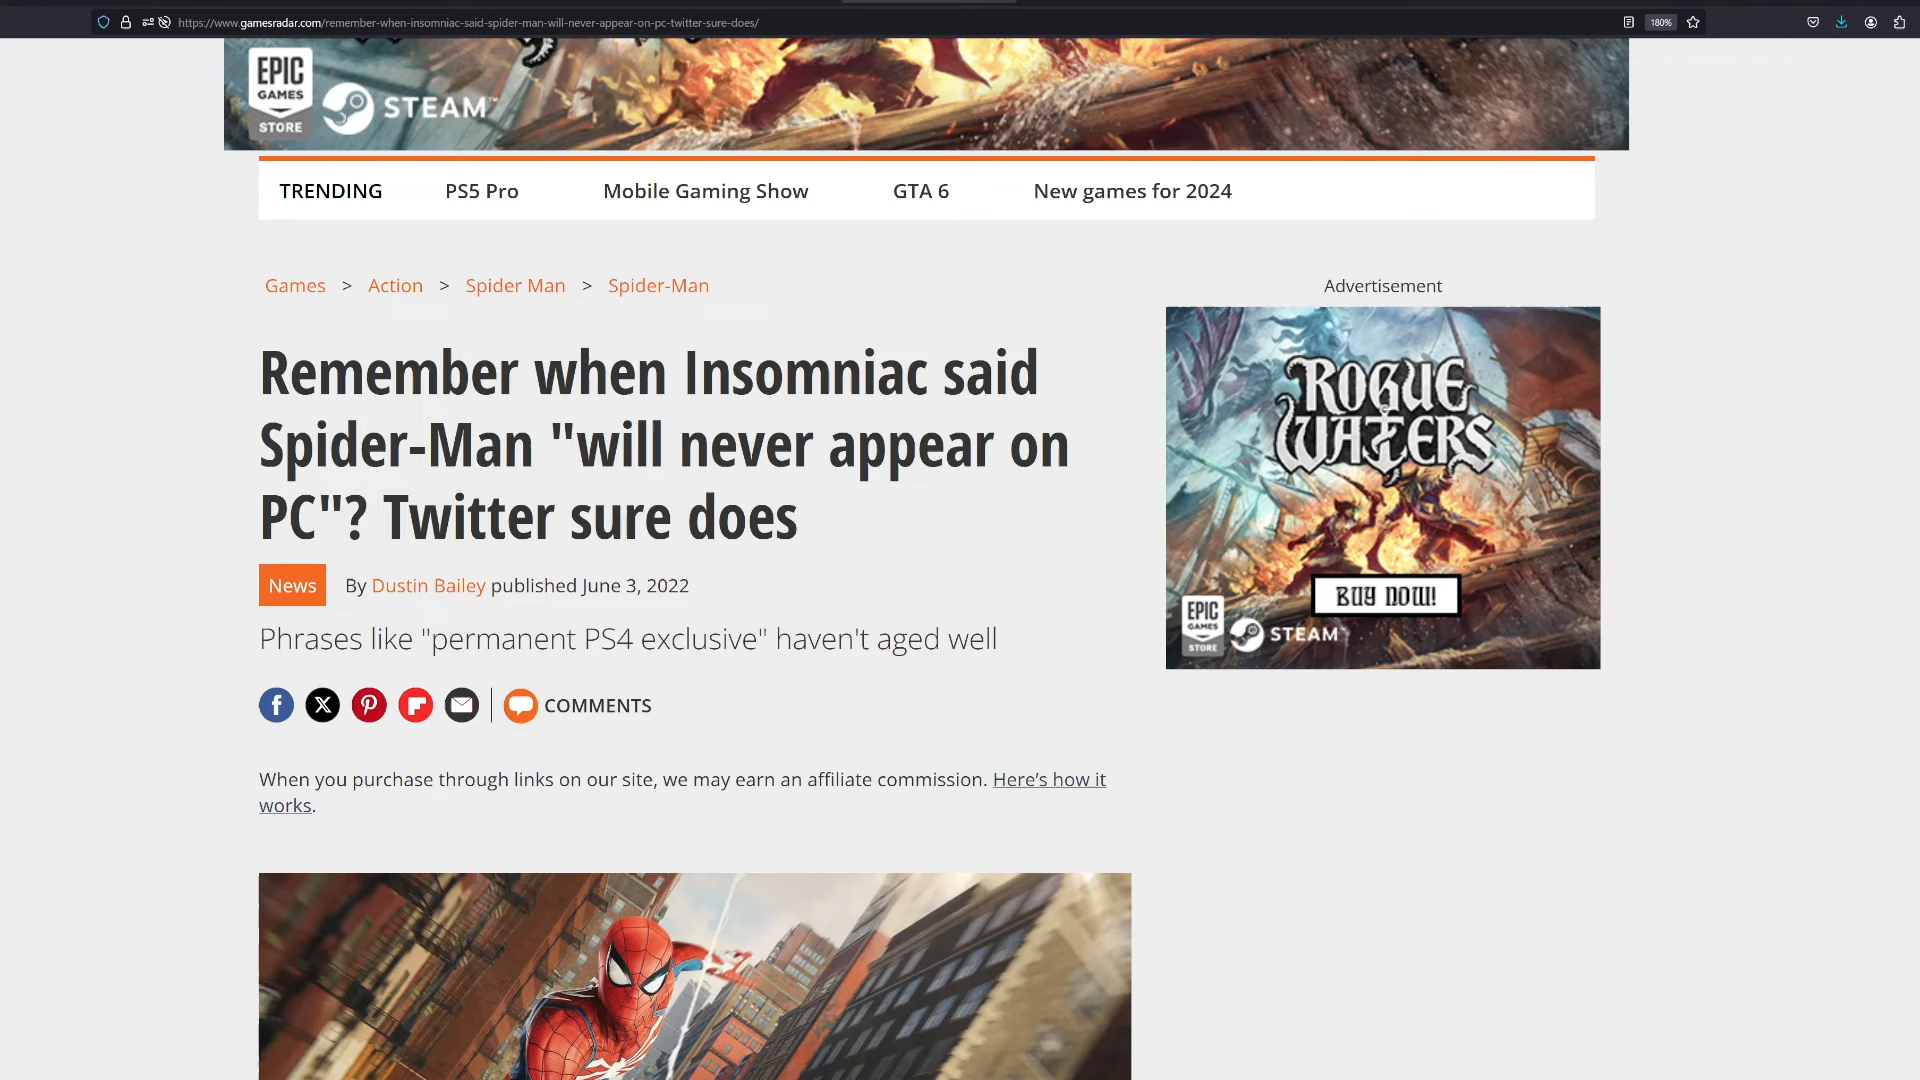 https://www.gamesradar.com/remember-when-insomniac-said-spider-man-will-never-appear-on-pc-twitter-sure-does/
180%
EPIC
GAMES
STORE
STEAM™
TRENDING PS5 Pro Mobile Gaming Show GTA 6 New games for 2024
Games > Action > Spider Man > Spider-Man
Advertisement
Remember when Insomniac said
Spider-Man "will never appear on
PC"? Twitter sure does
News By Dustin Bailey published June 3, 2022
Phrases like "permanent PS4 exclusive" haven't aged well
COMMENTS
When you purchase through links on our site, we may earn an affiliate commission. Here’s how it
works.
ROGUE
WATERS
BUY NOW!
EPIC
GAMES
STORE
STEAM™